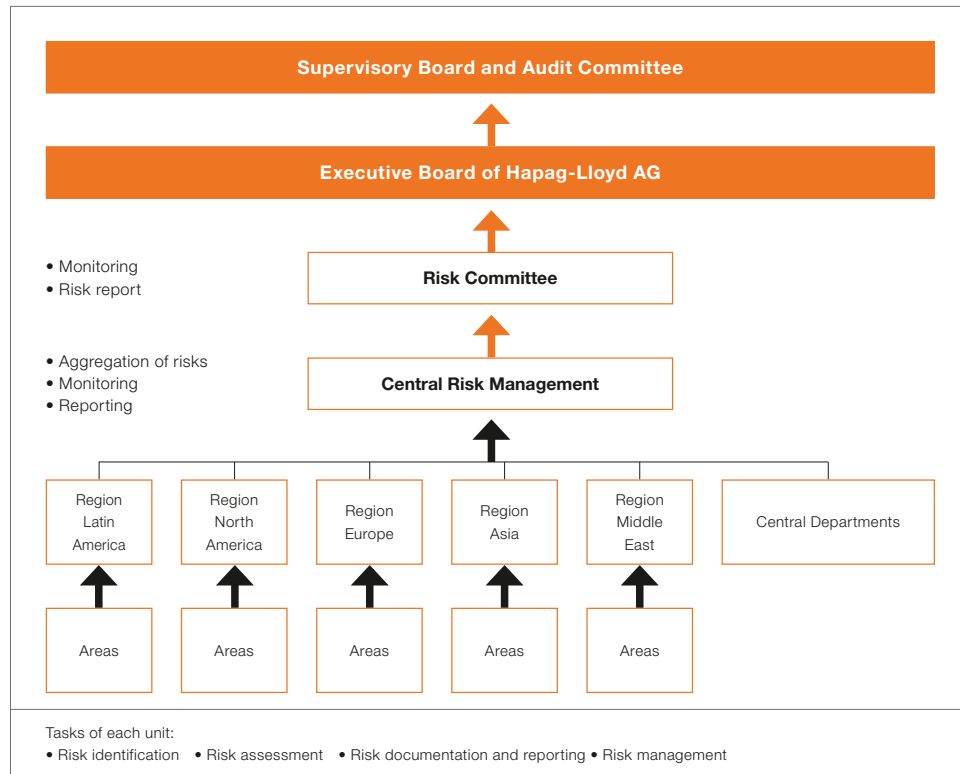 Supervisory Board and Audit Committee
Executive Board of Hapag-Lloyd AG
• Monitoring
• Risk report
Risk Committee
• Aggregation of risks
• Monitoring
• Reporting
Central Risk Management
Region
Latin
America
Region
North
America
Region
Europe
Region
Asia
Region
Middle
East
Central Departments
Areas
Areas
Areas
Areas
Areas
Tasks of each unit:
• Risk identification • Risk assessment • Risk documentation and reporting • Risk management